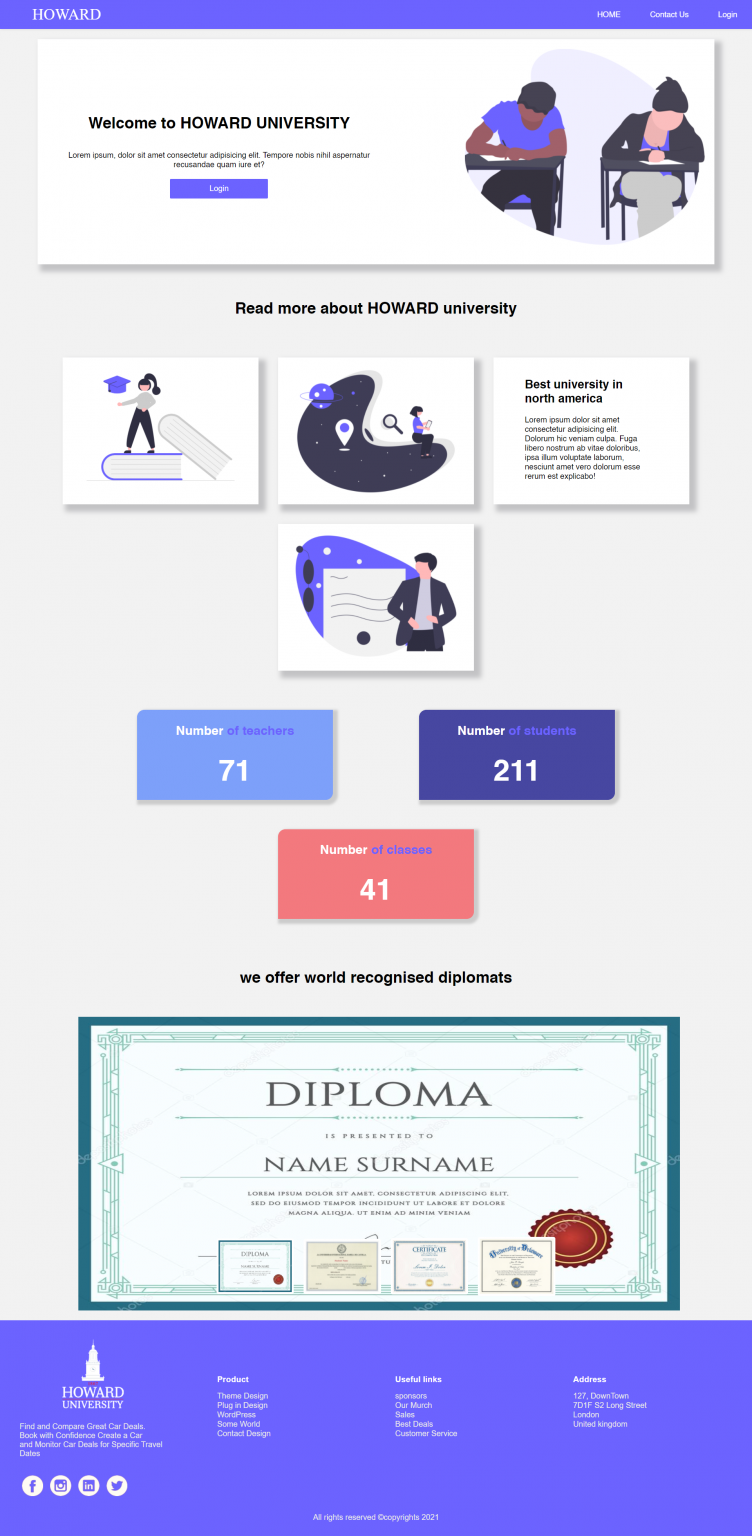 HOWARD
HOME
Contact Us
Login
Welcome to HOWARD UNIVERSITY
Lorem ipsum, dolor sit amet consectetur adipisicing elit. Tempore nobis nihil aspernatur
recusandae quam iure et?
Login
Read more about HOWARD university
Best university in
north america
Lorem ipsum dolor sit amet
consectetur adipisicing elit.
Dolorum hic veniam culpa. Fuga
libero nostrum ab vitae doloribus,
ipsa illum voluptate laborum,
nesciunt amet vero dolorum esse
rerum est explicabo!
Number of teachers
71
Number of students
211
Number of classes
41
we offer world recognised diplomats
DIPLOMA
IS PRESENTED TO
NAME SURNAME
LOREM IPSUM DOLOR SIT AMET, CONSECTETUR ADIPISCING ELIT,
SED DO EIUSMOD TEMPOR INCIDIDUNT UT LABORE ET DOLORE
MAGNA ALIQUA. UT ENIM AD MINIM VENIAM
DIPLOMA
NAME SURNAME
CERTIFICATE
University of Delaware
HOWARD
UNIVERSITY
Find and Compare Great Car Deals.
Book with Confidence Create a Car
and Monitor Car Deals for Specific Travel
Dates
Product
Theme Design
Plug in Design
WordPress
Some World
Contact Design
Useful links
sponsors
Our Murch
Sales
Best Deals
Customer Service
Address
127, DownTown
7D1F S2 Long Street
London
United kingdom
All rights reserved ©copyrights 2021